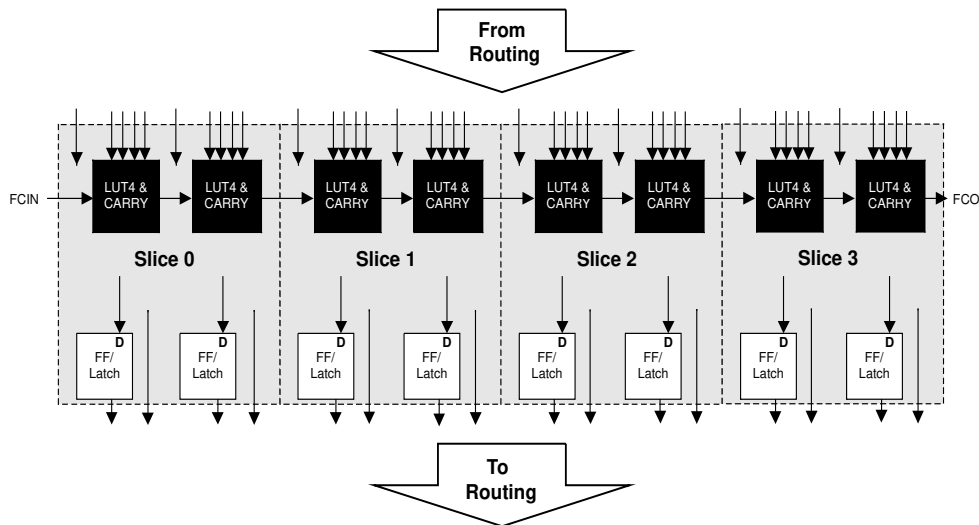 From
Routing
LUT4 &
CARRY
LUT4 &
CARRY
LUT4 &
CARRY
LUT4 &
CARRY
LUT4 &
CARRY
LUT4 &
CARRY
LUT4 &
CARRY
LUT4 &
CARRY
FCIN
FCO
Slice 0
Slice 1
Slice 2
Slice 3
D
FF/
Latch
D
FF/
Latch
D
FF/
Latch
D
FF/
Latch
D
FF/
Latch
D
FF/
Latch
D
FF/
Latch
D
FF/
Latch
To
Routing